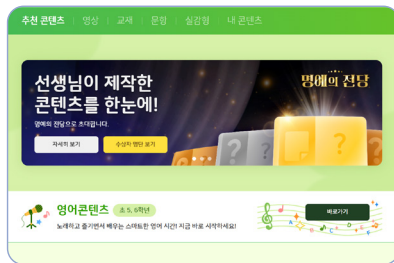 추천 콘텐츠 | 영상 | 교재 | 문항 | 실감형 | 내 콘텐츠
선생님이 제작한
콘텐츠를 한눈에!
명예의 전당으로 초대합니다.
자세히 보기
수상자 명단 보기
명예의 전당
? ?
영어콘텐츠 초 5, 6학년
노래하고 즐기면서 배우는 스마트한 영어 시간! 지금 바로 시작하세요!
바로가기